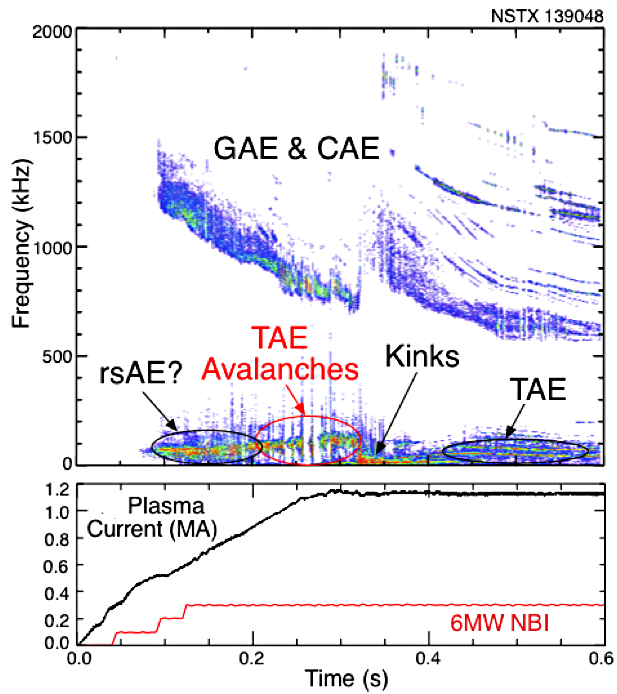 NSTX 139048
2000
1500
1000
500
0
Frequency (kHz)
GAE & CAE
TAE
Avalanches
rsAE?
Kinks
TAE
1.2
1.0
0.8
0.6
0.4
0.2
0.0
Plasma
Current (MA)
6MW NBI
0.0 0.2 0.4 0.6
Time (s)